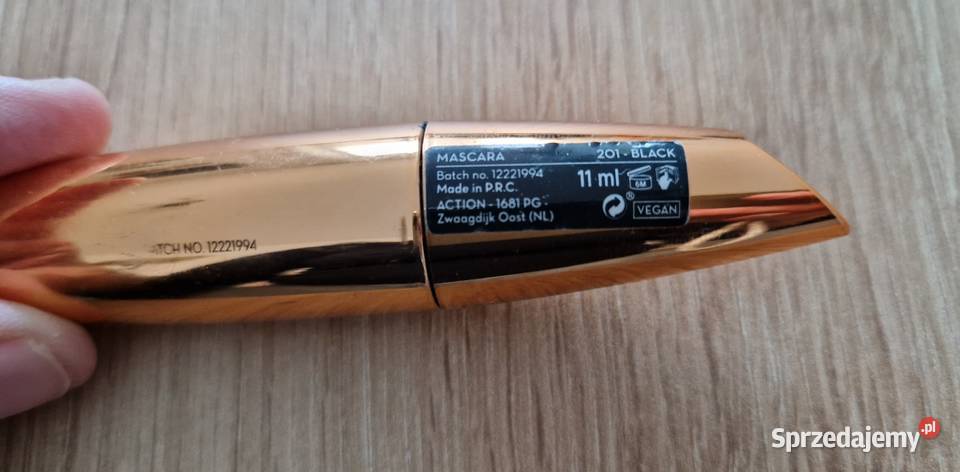 MASCARA 201 - BLACK
Batch no. 12221994 11 ml 6M
Made in P.R.C.
ACTION - 1681 PG -
Zwaagdijk Oost (NL) ® VEGAN
TCH NO. 12221994
Sprzedajemy.pl